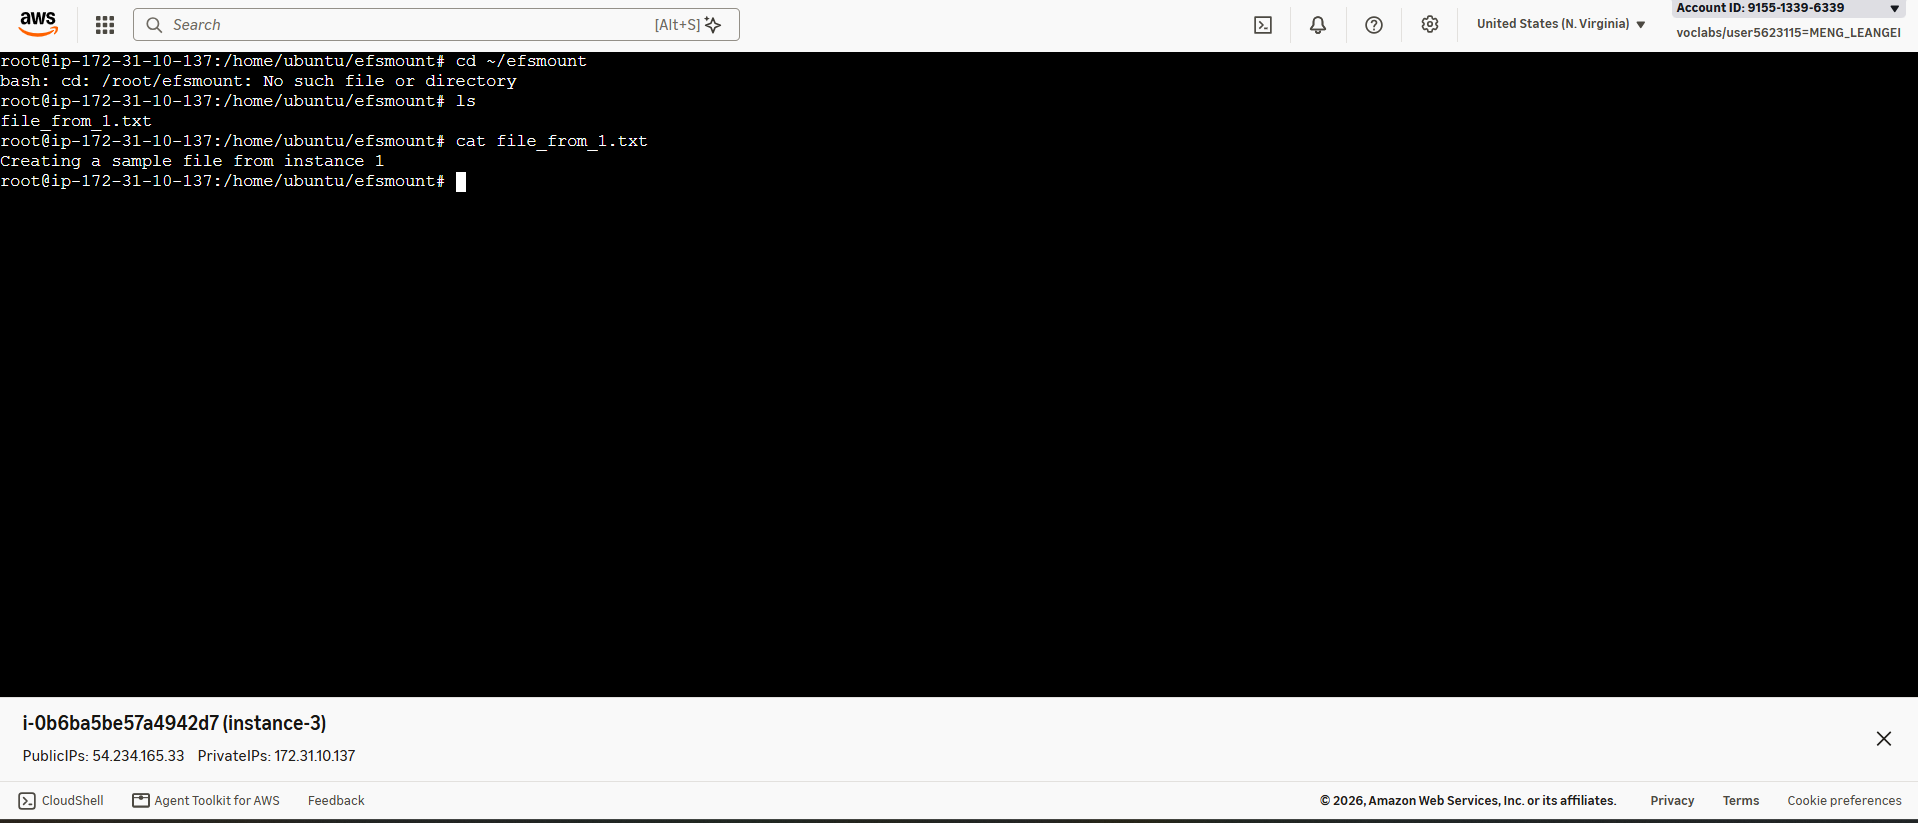 aws
Search [Alt+S]
United States (N. Virginia)
Account ID: 9155-1339-6339
voclabs/user5623115=MENG_LEANGEI
root@ip-172-31-10-137:/home/ubuntu/efsmount# cd ~/efsmount
bash: cd: /root/efsmount: No such file or directory
root@ip-172-31-10-137:/home/ubuntu/efsmount# ls
file_from_1.txt
root@ip-172-31-10-137:/home/ubuntu/efsmount# cat file_from_1.txt
Creating a sample file from instance 1
root@ip-172-31-10-137:/home/ubuntu/efsmount#
i-0b6ba5be57a4942d7 (instance-3)
PublicIPs: 54.234.165.33 PrivateIPs: 172.31.10.137
CloudShell Agent Toolkit for AWS Feedback © 2026, Amazon Web Services, Inc. or its affiliates. Privacy Terms Cookie preferences